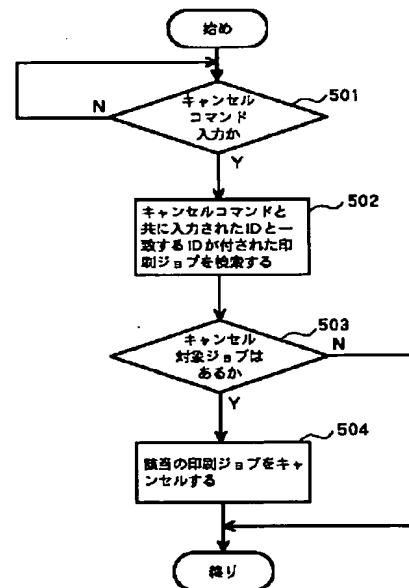 始め
キャンセル
コマンド
入力か
501
N
Y
キャンセルコマンドと
共に入力されたIDと一
致するIDが付された印
刷ジョブを検索する
502
キャンセル
対象ジョブは
あるか
503
N
Y
該当の印刷ジョブをキャ
ンセルする
504
終り